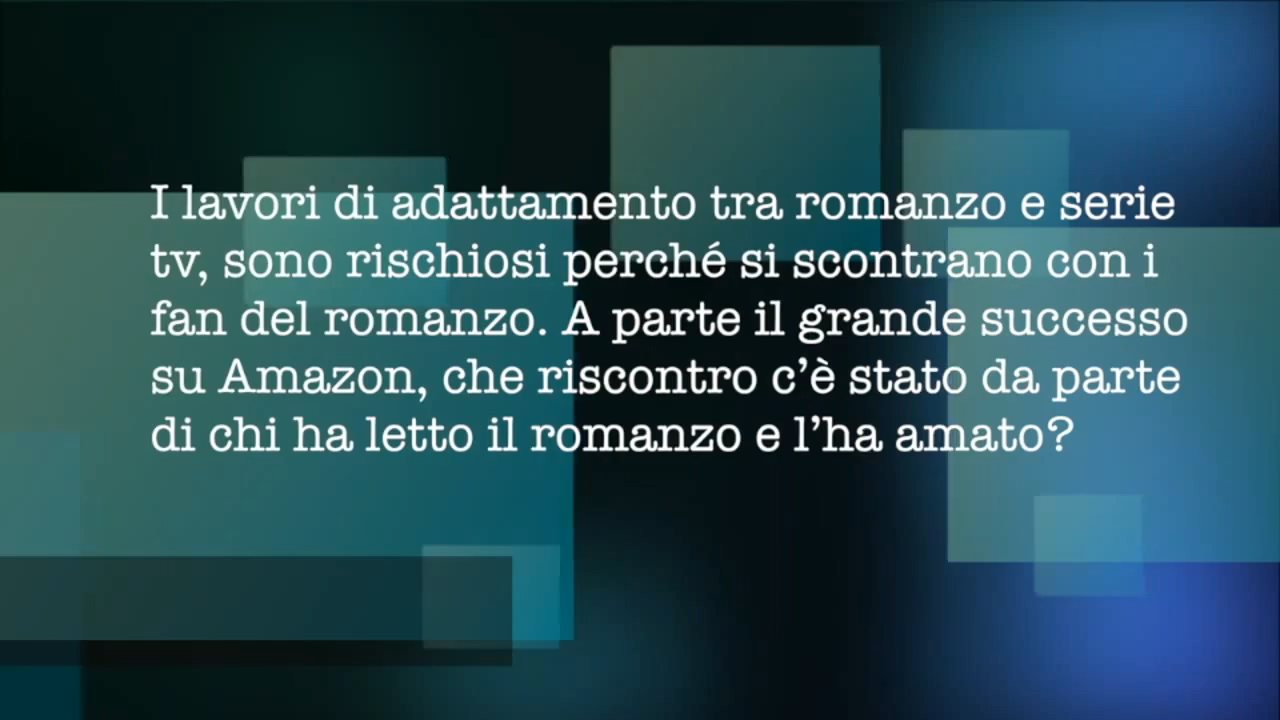 I lavori di adattamento tra romanzo e serie
tv, sono rischiosi perché si scontrano con i
fan del romanzo. A parte il grande successo
su Amazon, che riscontro c’è stato da parte
di chi ha letto il romanzo e l’ha amato?